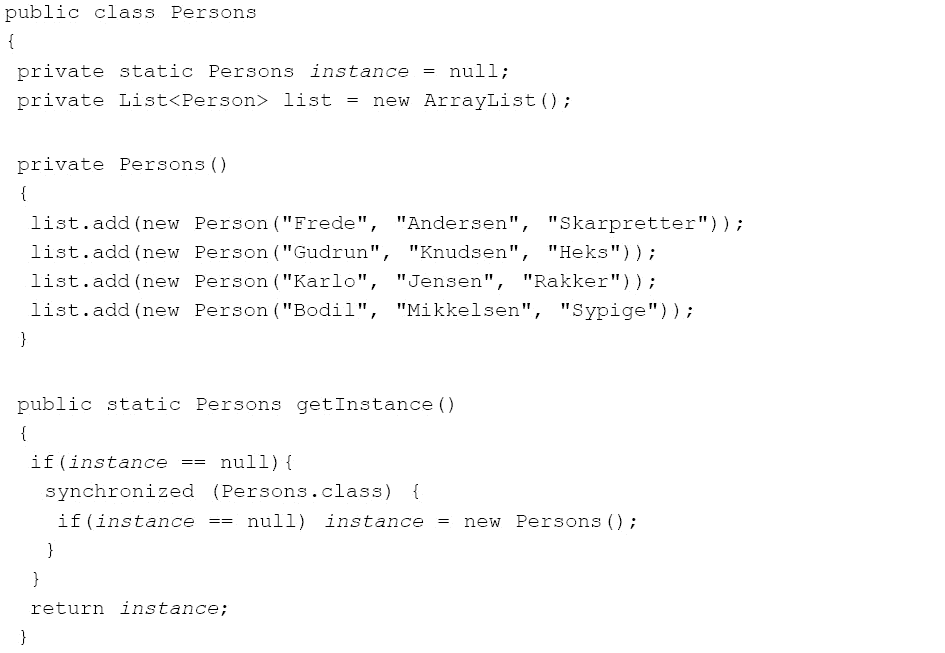 public class Persons
{
private static Persons instance = null;
private List<Person> list = new ArrayList();
private Persons()
{
list.add(new Person("Frede", "Andersen", "Skarpretter"));
list.add(new Person("Gudrun", "Knudsen", "Heks"));
list.add(new Person("Karlo", "Jensen", "Rakker"));
list.add(new Person("Bodil", "Mikkelsen", "Sypige"));
}
public static Persons getInstance()
{
if(instance == null){
synchronized (Persons.class) {
if(instance == null) instance = new Persons();
}
}
return instance;
}